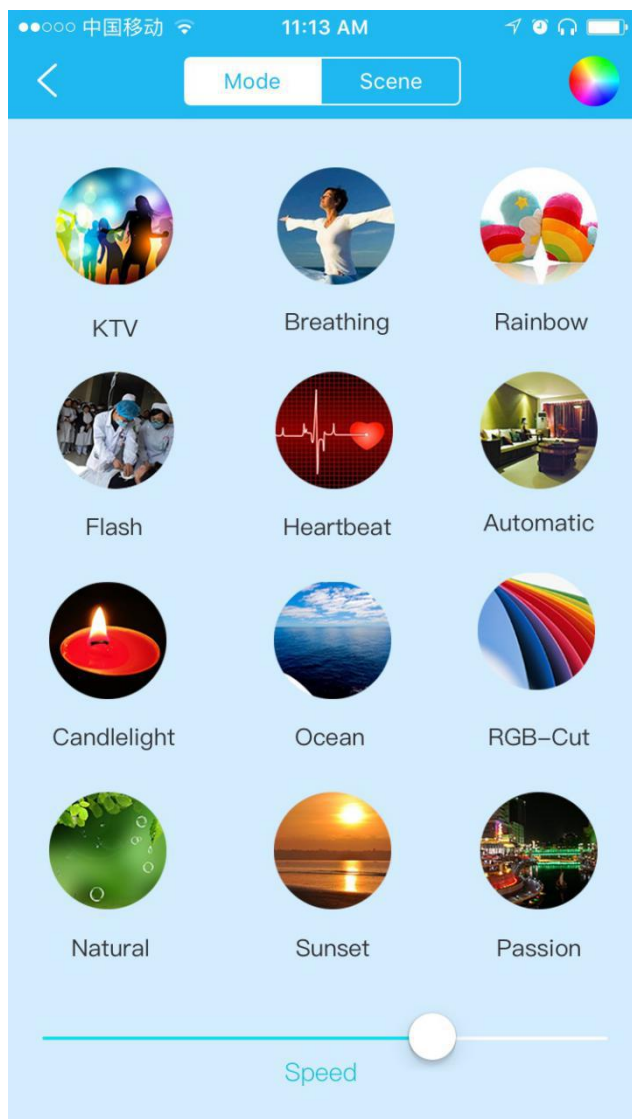 中国移动 11:13 AM
Mode Scene
KTV Breathing Rainbow
Flash Heartbeat Automatic
Candlelight Ocean RGB-Cut
Natural Sunset Passion
Speed